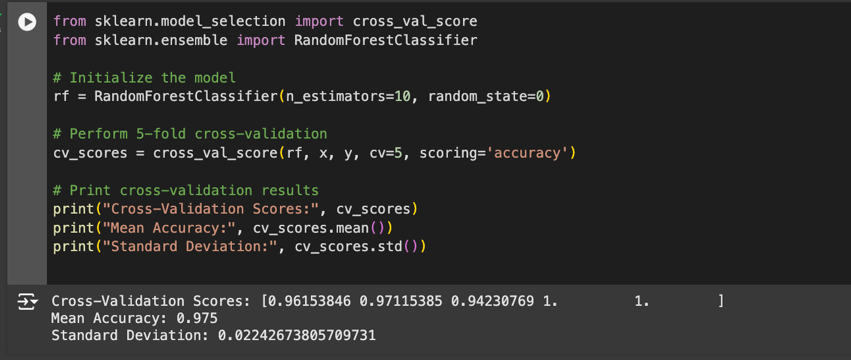 from sklearn.model_selection import cross_val_score
from sklearn.ensemble import RandomForestClassifier
# Initialize the model
rf = RandomForestClassifier(n_estimators=10, random_state=0)
# Perform 5-fold cross-validation
cv_scores = cross_val_score(rf, x, y, cv=5, scoring='accuracy')
# Print cross-validation results
print("Cross-Validation Scores:", cv_scores)
print("Mean Accuracy:", cv_scores.mean())
print("Standard Deviation:", cv_scores.std())
Cross-Validation Scores: [0.96153846 0.97115385 0.94230769 1.         1.        ]
Mean Accuracy: 0.975
Standard Deviation: 0.02242673805709731